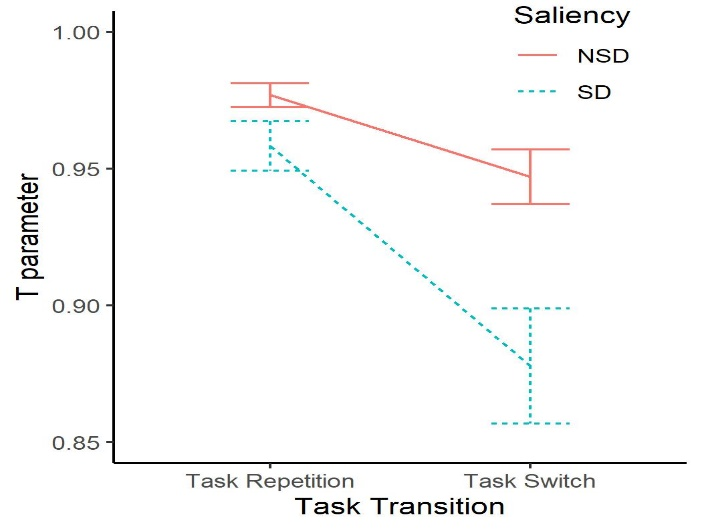 Saliency
NSD
SD
1.00
0.95
0.90
0.85
T parameter
Task Repetition
Task Switch
Task Transition